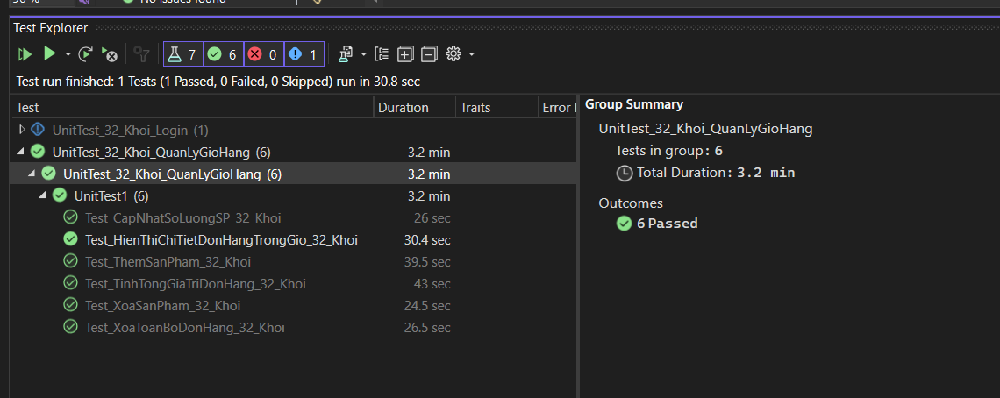 No issues found
Test Explorer
7 6 0 1
Test run finished: 1 Tests (1 Passed, 0 Failed, 0 Skipped) run in 30.8 sec
Test Duration Traits Error
UnitTest_32_Khoi_Login (1)
UnitTest_32_Khoi_QuanLyGioHang (6) 3.2 min
UnitTest_32_Khoi_QuanLyGioHang (6) 3.2 min
UnitTest1 (6) 3.2 min
Test_CapNhatSoLuongSP_32_Khoi 26 sec
Test_HienThiChiTietDonHangTrongGio_32_Khoi 30.4 sec
Test_ThemSanPham_32_Khoi 39.5 sec
Test_TinhTongGiaTriDonHang_32_Khoi 43 sec
Test_XoaSanPham_32_Khoi 24.5 sec
Test_XoaToanBoDonHang_32_Khoi 26.5 sec
Group Summary
UnitTest_32_Khoi_QuanLyGioHang
Tests in group: 6
Total Duration: 3.2 min
Outcomes
6 Passed